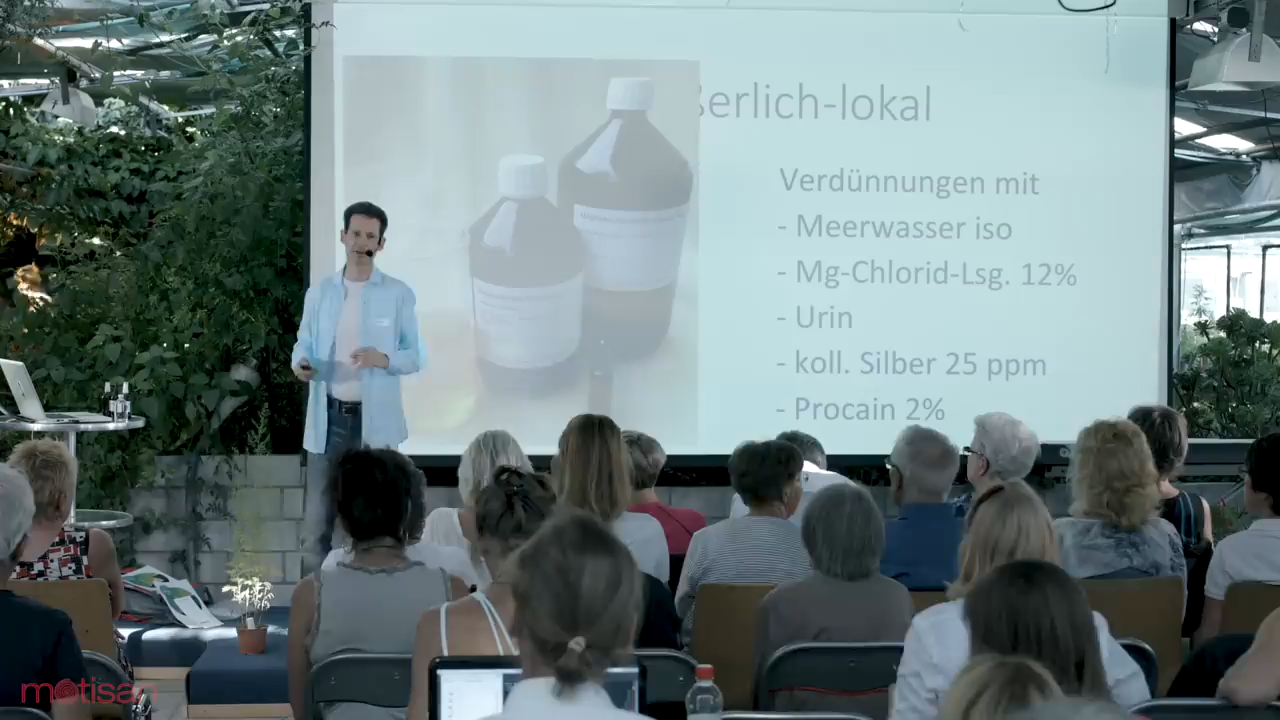 ßerlich-lokal
Verdünnungen mit
- Meerwasser iso
- Mg-Chlorid-Lsg. 12%
- Urin
- koll. Silber 25 ppm
- Procain 2%
motisan